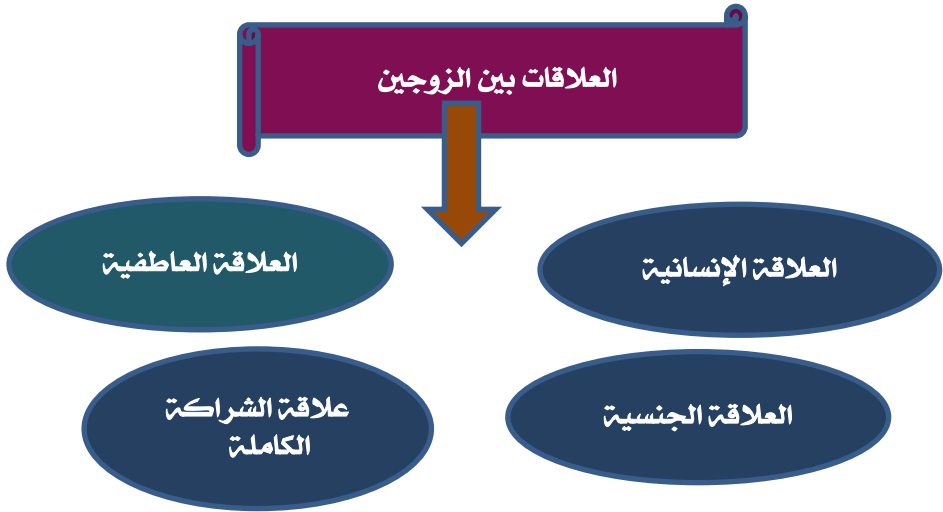 العلاقات بين الزوجين
العلاقة الإنسانية
العلاقة العاطفية
العلاقة الجنسية
علاقة الشراكة
الكاملة